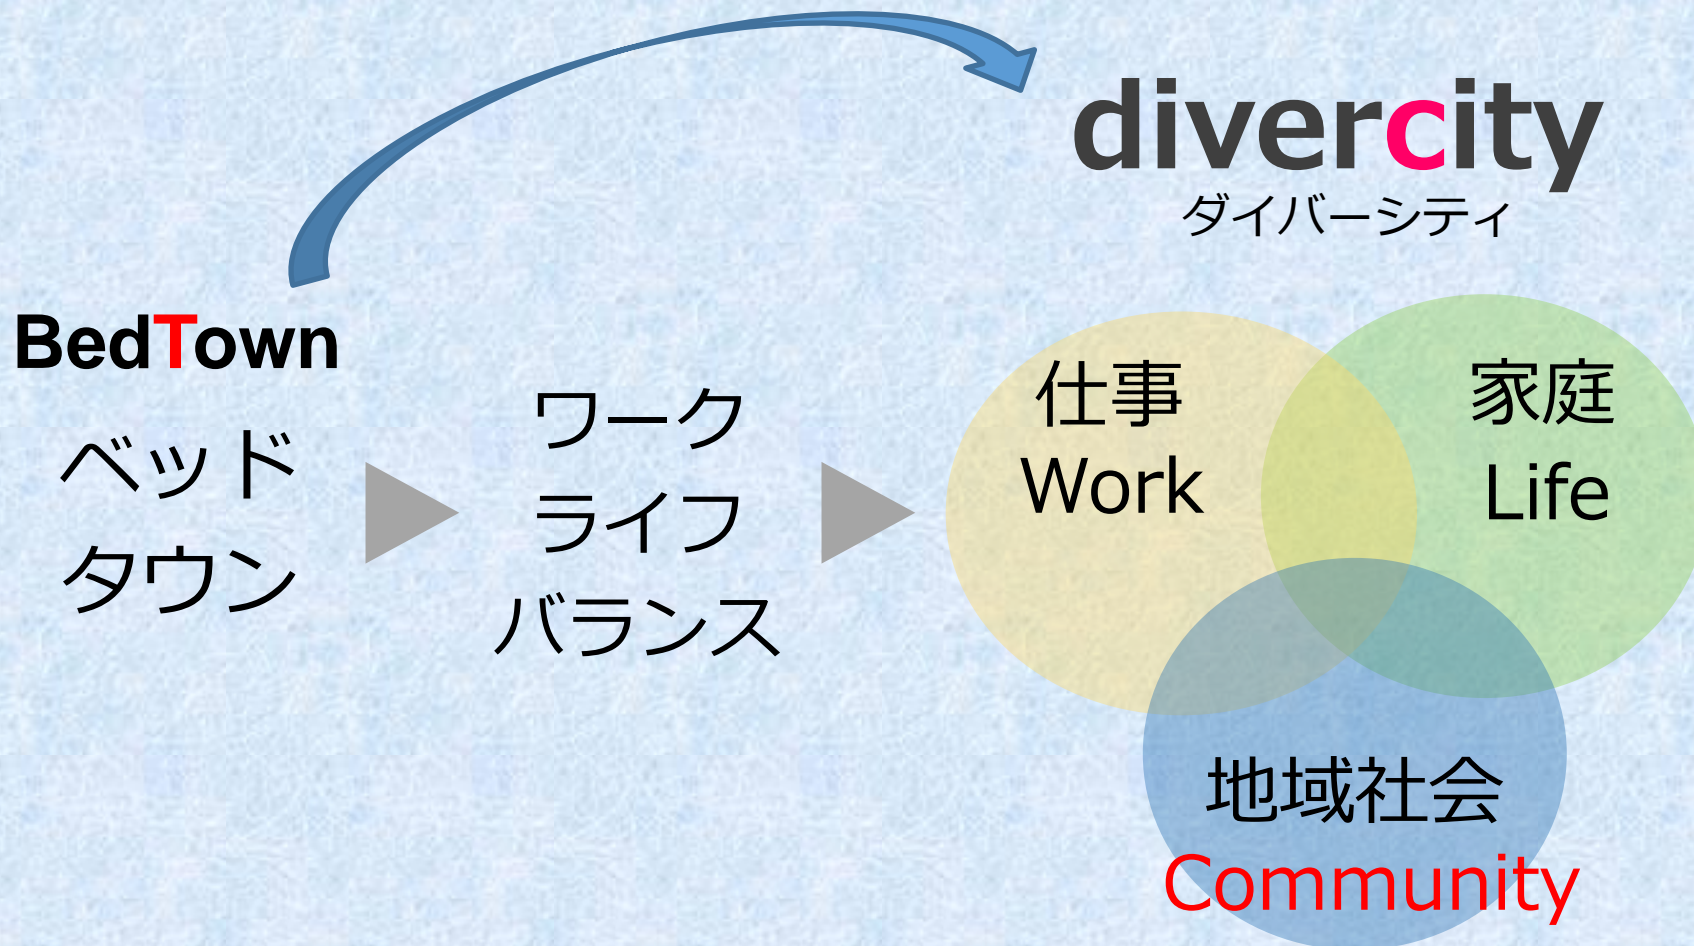 divercity
ダイバーシティ
BedTown
ベッド
タウン
ワーク
ライフ
バランス
仕事
Work
家庭
Life
地域社会
Community